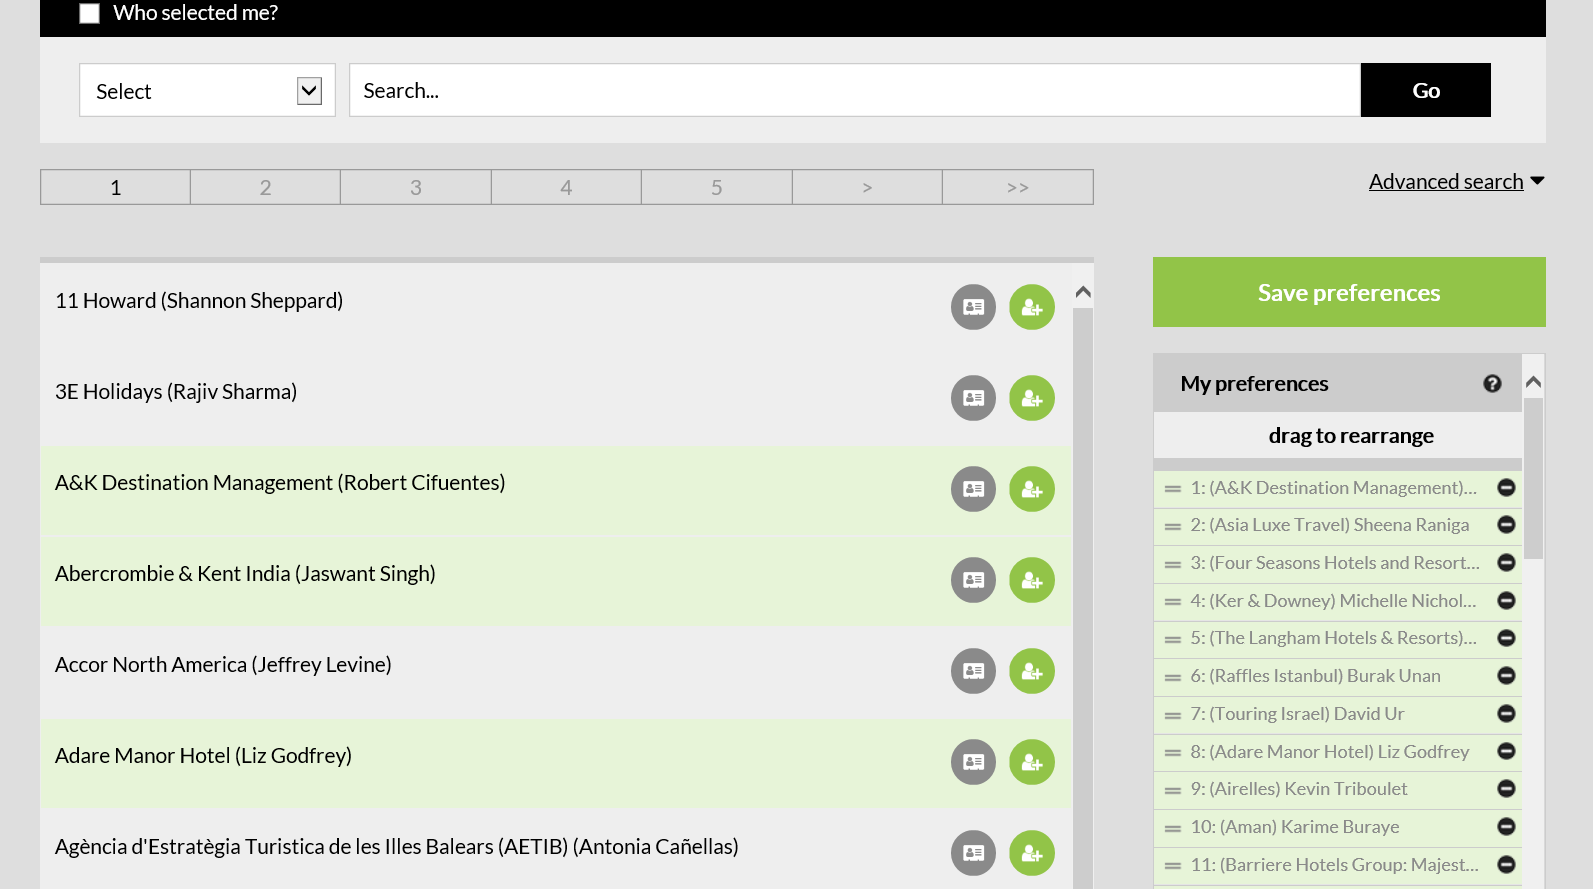 Who selected me?
Select
Search...
Go
1 2 3 4 5 > >>
Advanced search
11 Howard (Shannon Sheppard)
3E Holidays (Rajiv Sharma)
A&K Destination Management (Robert Cifuentes)
Abercrombie & Kent India (Jaswant Singh)
Accor North America (Jeffrey Levine)
Adare Manor Hotel (Liz Godfrey)
Agència d'Estratègia Turistica de les Illes Balears (AETIB) (Antonia Cañellas)
Save preferences
My preferences
drag to rearrange
1: (A&K Destination Management)...
2: (Asia Luxe Travel) Sheena Raniga
3: (Four Seasons Hotels and Resort...
4: (Ker & Downey) Michelle Nichol...
5: (The Langham Hotels & Resorts)...
6: (Raffles Istanbul) Burak Unan
7: (Touring Israel) David Ur
8: (Adare Manor Hotel) Liz Godfrey
9: (Airelles) Kevin Triboulet
10: (Aman) Karime Buraye
11: (Barriere Hotels Group: Majest...